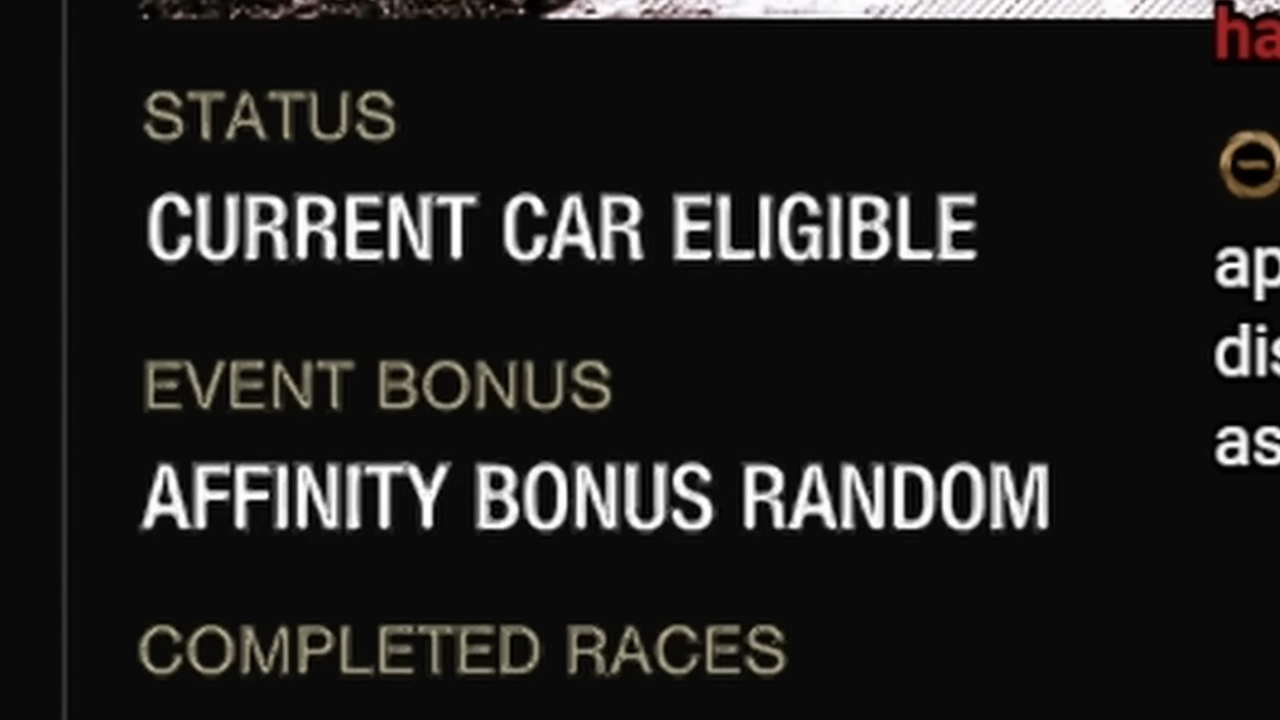 STATUS
CURRENT CAR ELIGIBLE
EVENT BONUS
AFFINITY BONUS RANDOM
COMPLETED RACES